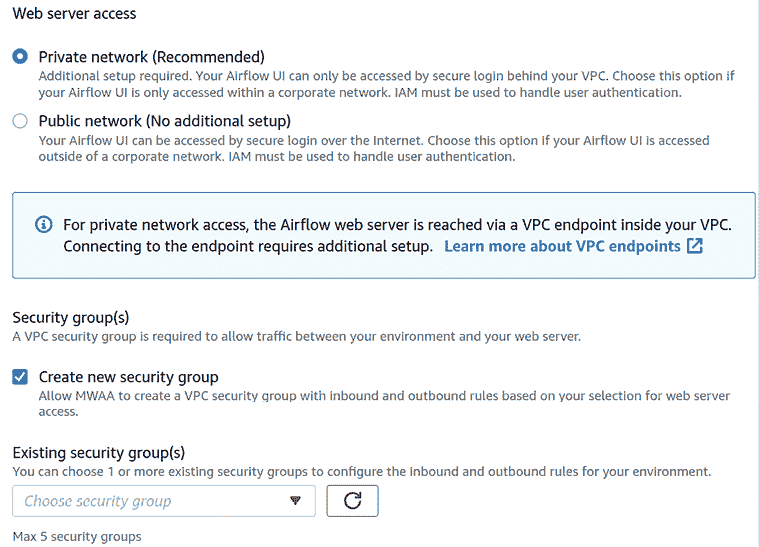 Web server access
Private network (Recommended)
Additional setup required. Your Airflow UI can only be accessed by secure login behind your VPC. Choose this option if
your Airflow UI is only accessed within a corporate network. IAM must be used to handle user authentication.
Public network (No additional setup)
Your Airflow UI can be accessed by secure login over the Internet. Choose this option if your Airflow UI is accessed
outside of a corporate network. IAM must be used to handle user authentication.
For private network access, the Airflow web server is reached via a VPC endpoint inside your VPC.
Connecting to the endpoint requires additional setup. Learn more about VPC endpoints
Security group(s)
A VPC security group is required to allow traffic between your environment and your web server.
Create new security group
Allow MWAA to create a VPC security group with inbound and outbound rules based on your selection for web server
access.
Existing security group(s)
You can choose 1 or more existing security groups to configure the inbound and outbound rules for your environment.
Choose security group
Max 5 security groups